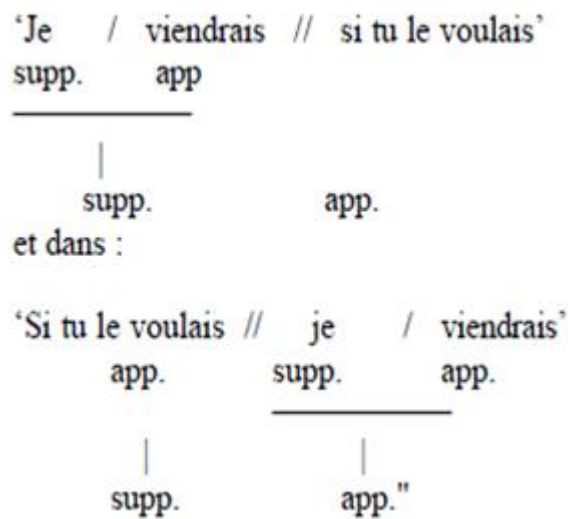 ‘Je / viendrais // si tu le voulais’
supp. app
supp. app.
et dans :
‘Si tu le voulais // je / viendrais’
app. supp. app.
supp. app."